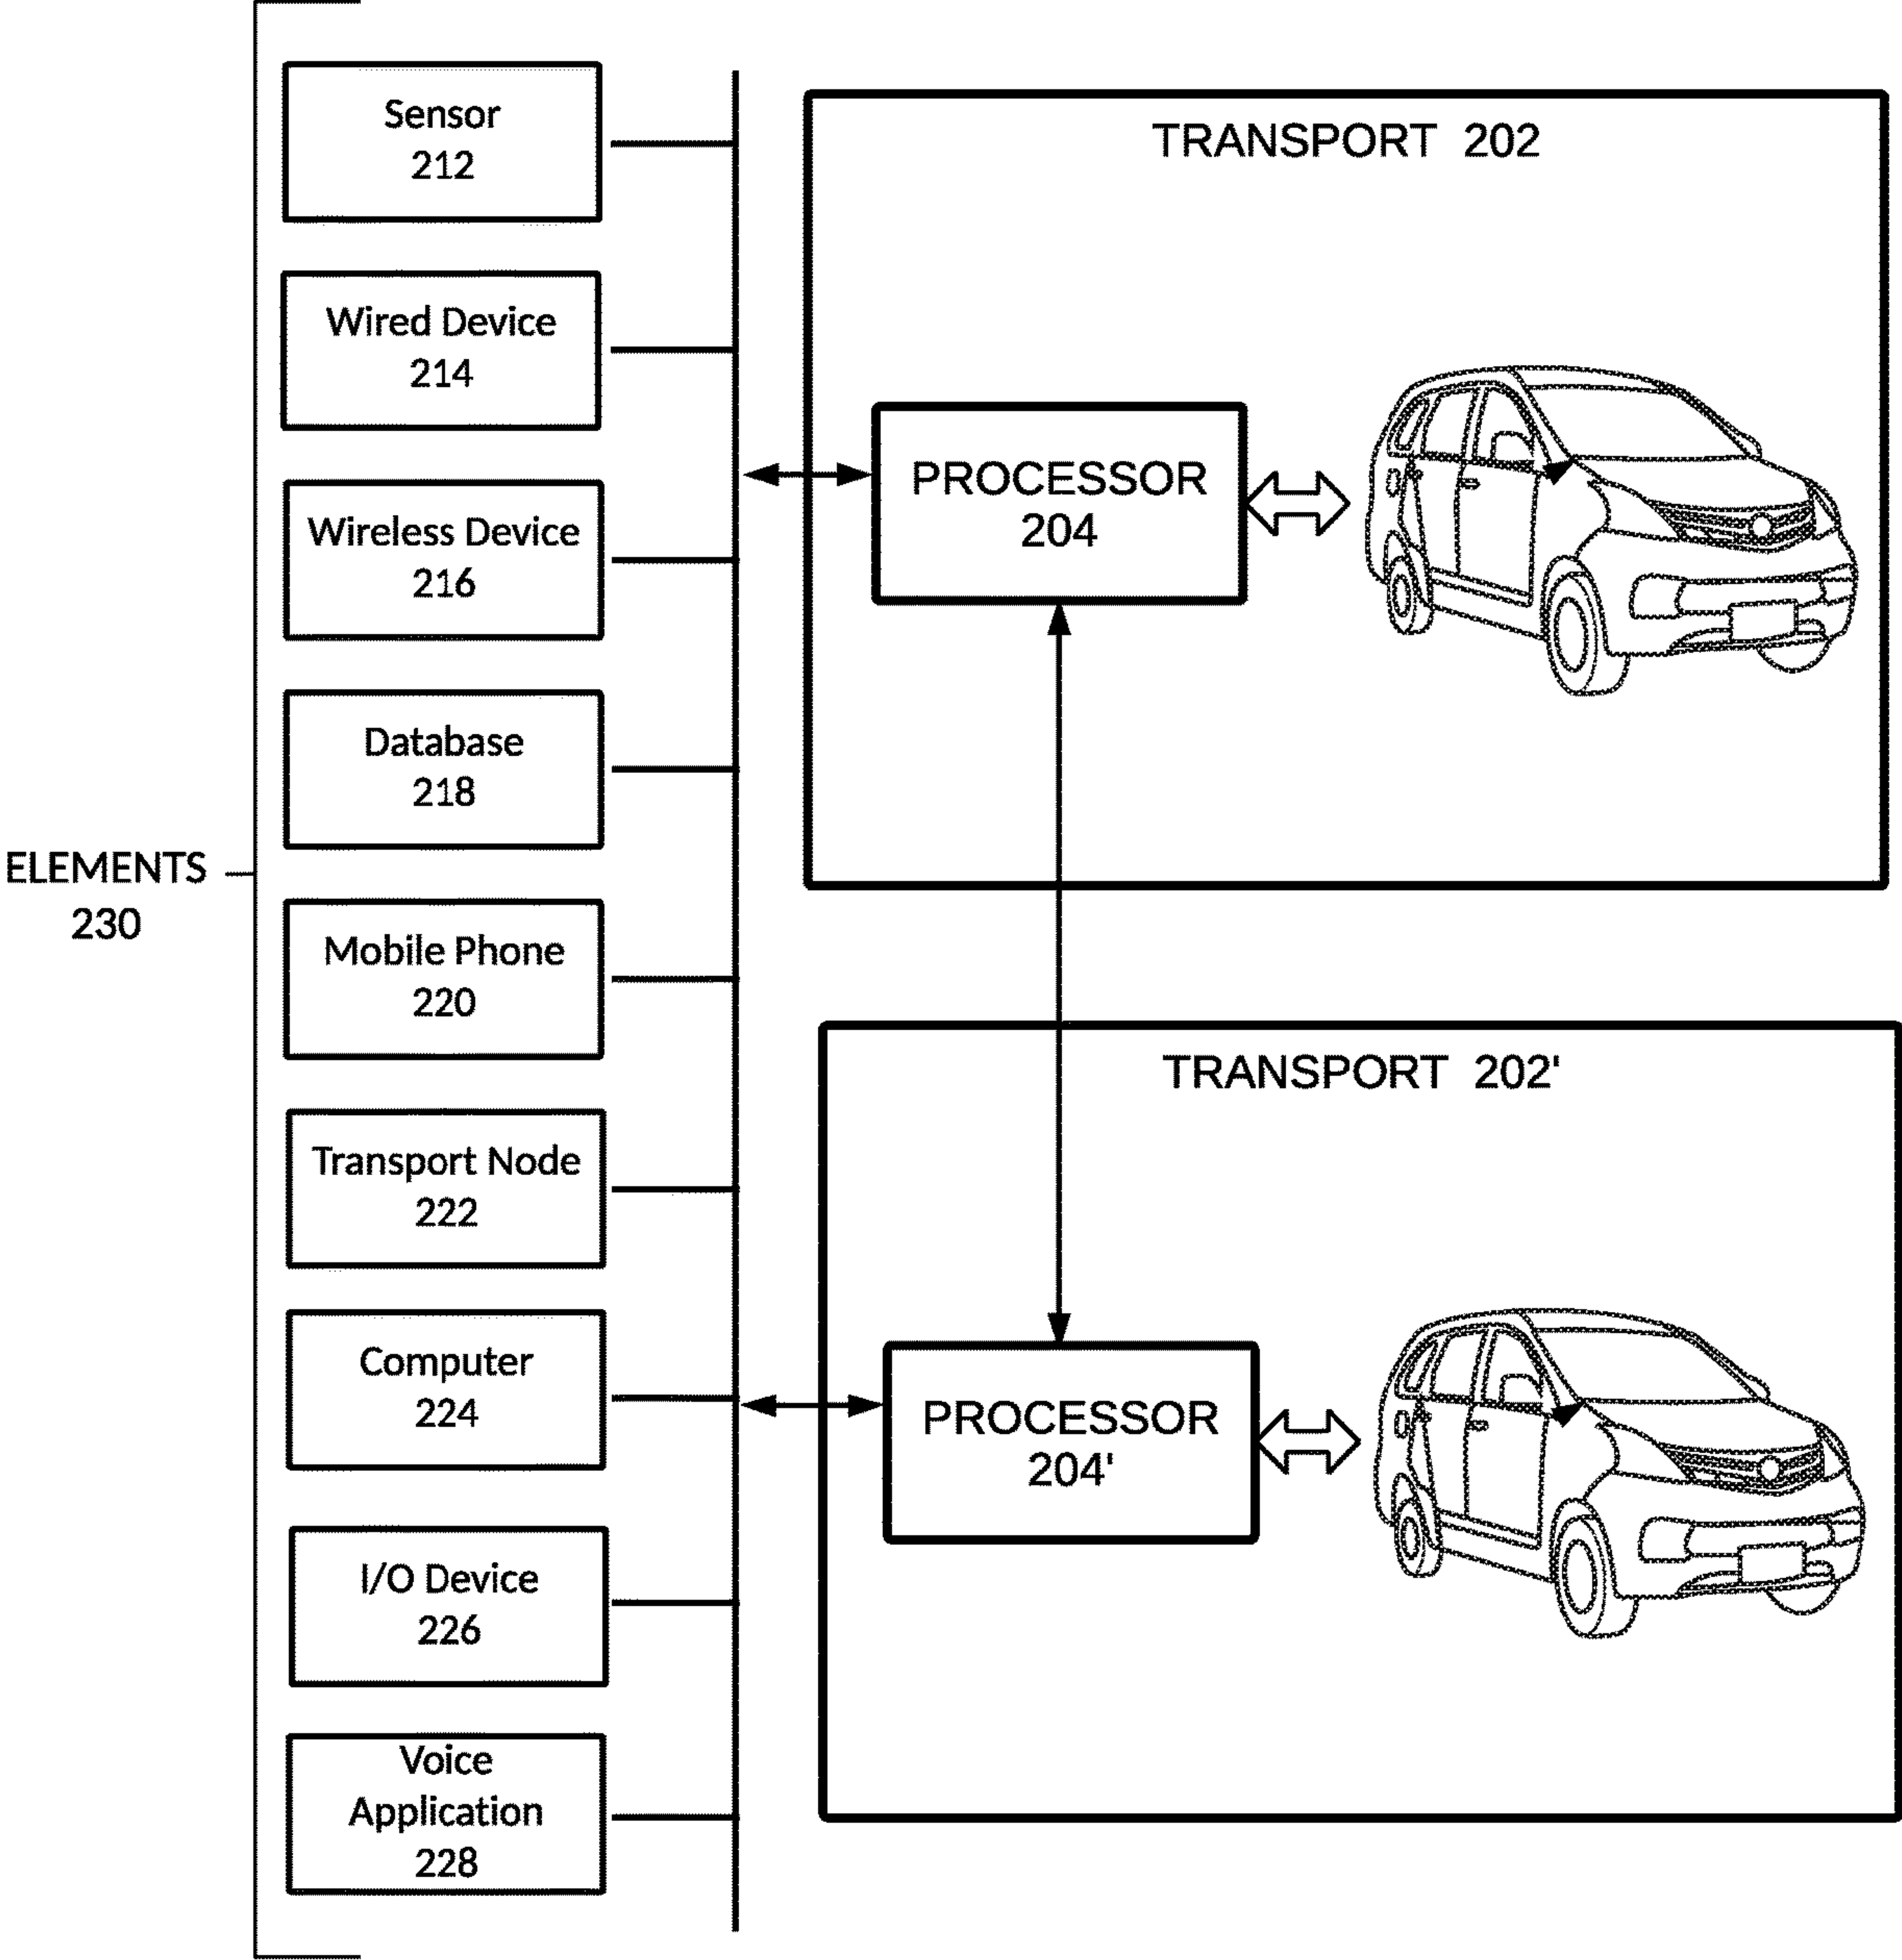 ELEMENTS
230
Sensor
212
Wired Device
214
Wireless Device
216
Database
218
Mobile Phone
220
Transport Node
222
Computer
224
I/O Device
226
Voice
Application
228
TRANSPORT 202
PROCESSOR
204
TRANSPORT 202'
PROCESSOR
204'